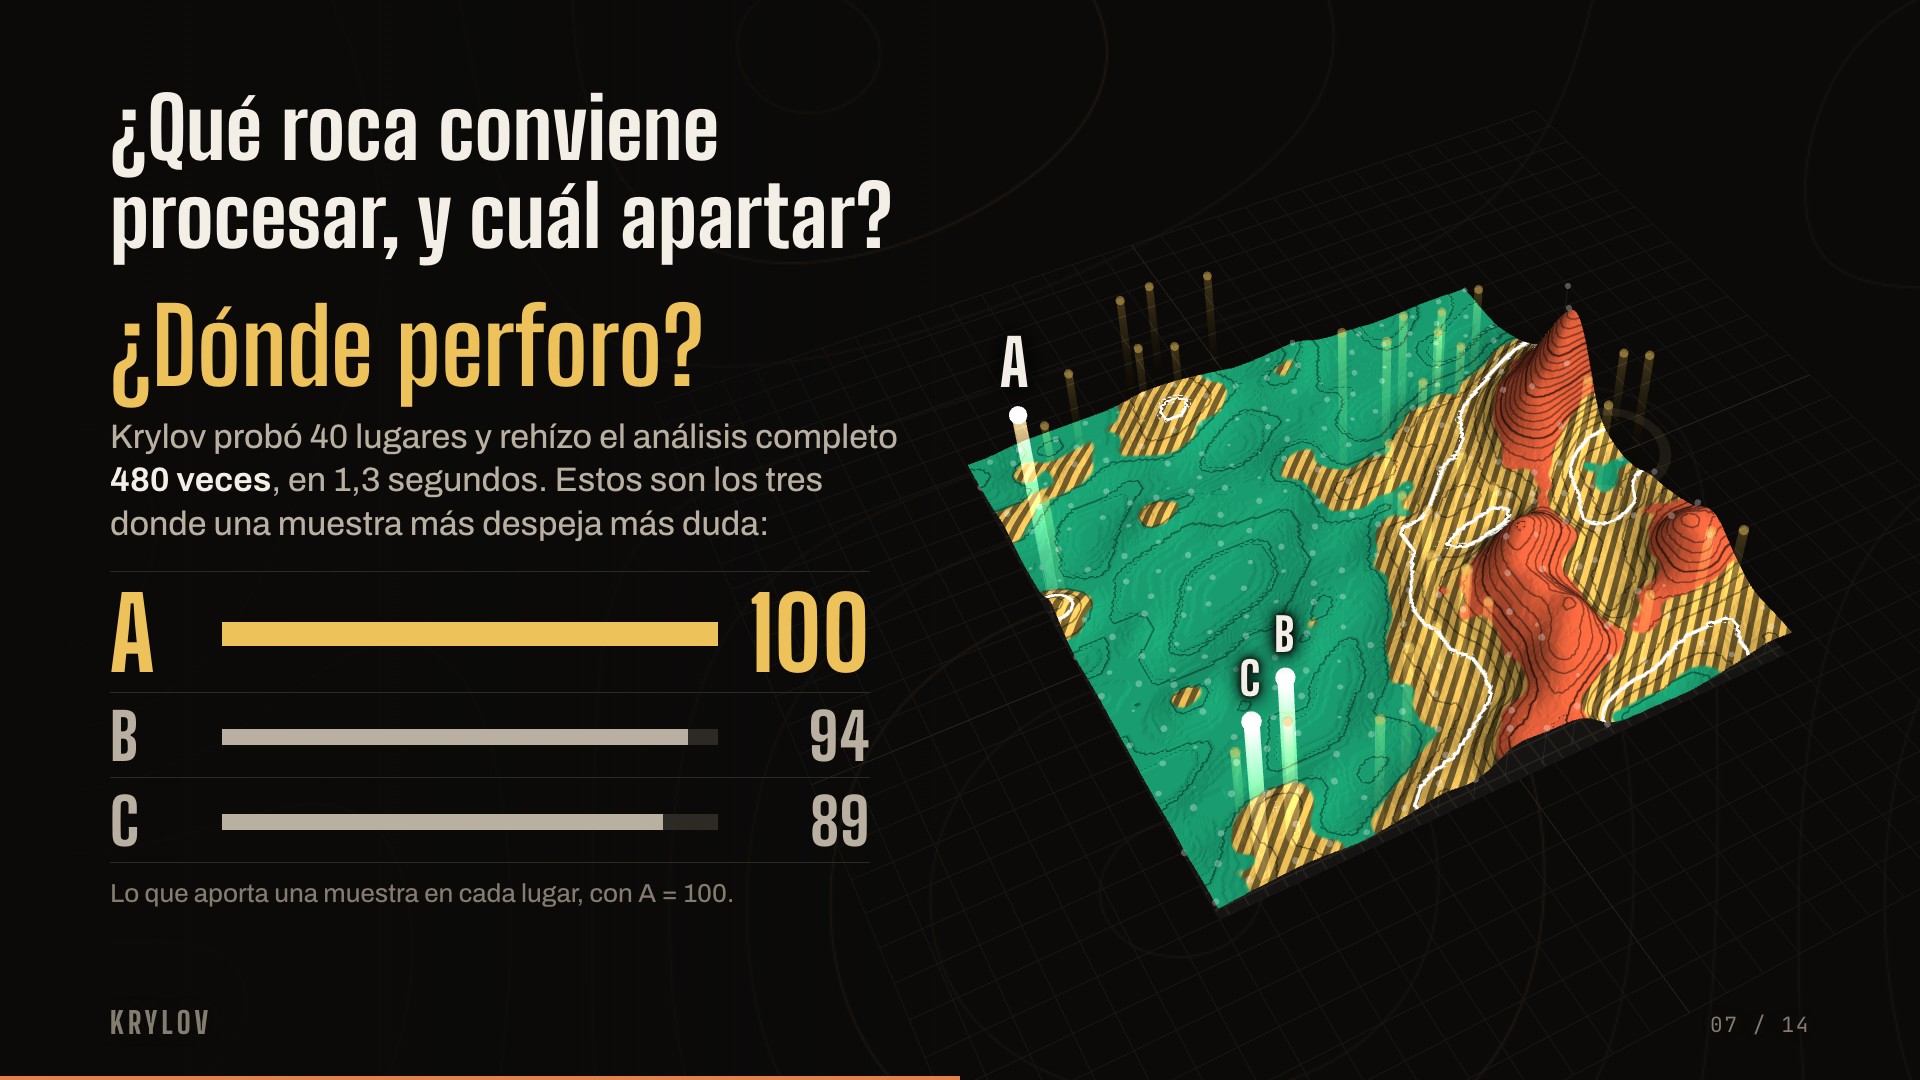 ¿Qué roca conviene
procesar, y cuál apartar?
¿Dónde perforo?
Krylov probó 40 lugares y rehízo el análisis completo
480 veces, en 1,3 segundos. Estos son los tres
donde una muestra más despeja más duda:
A 100
B 94
C 89
Lo que aporta una muestra en cada lugar, con A = 100.
A
B
C
KRYLOV
07 / 14